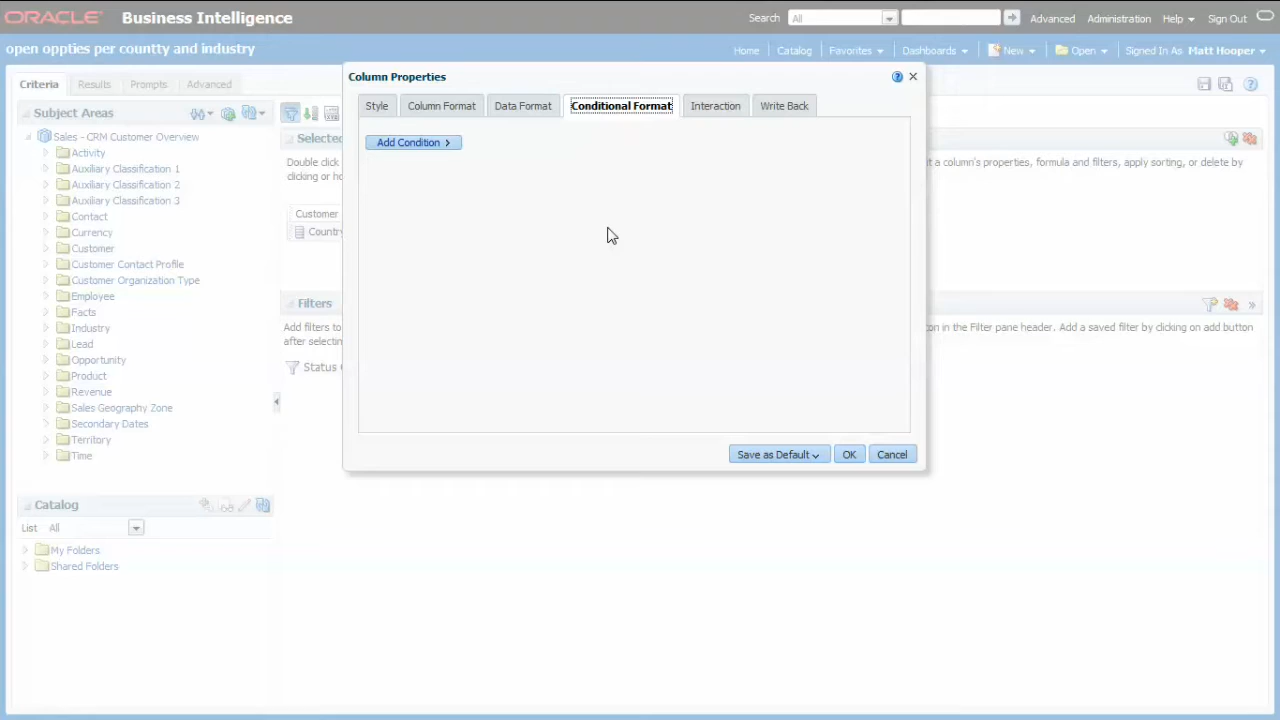 ORACLE Business Intelligence
Search All Advanced Administration Help Sign Out
open oppties per countty and industry
Home Catalog Favorites Dashboards New Open Signed In As Matt Hooper
Column Properties
Criteria Results Prompts Advanced
Style Column Format Data Format Conditional Format Interaction Write Back
Subject Areas
Selected
Add Condition
Sales - CRM Customer Overview
Activity
Auxiliary Classification 1
Auxiliary Classification 2
Auxiliary Classification 3
Contact
Currency
Customer
Customer Contact Profile
Customer Organization Type
Employee
Facts
Industry
Lead
Opportunity
Product
Revenue
Sales Geography Zone
Secondary Dates
Territory
Time
Double click
clicking or ho
t a column's properties, formula and filters, apply sorting, or delete by
Customer
Country
Filters
Add filters to
after selectin
on in the Filter pane header. Add a saved filter by clicking on add button
Status
Save as Default OK Cancel
Catalog
List All
My Folders
Shared Folders